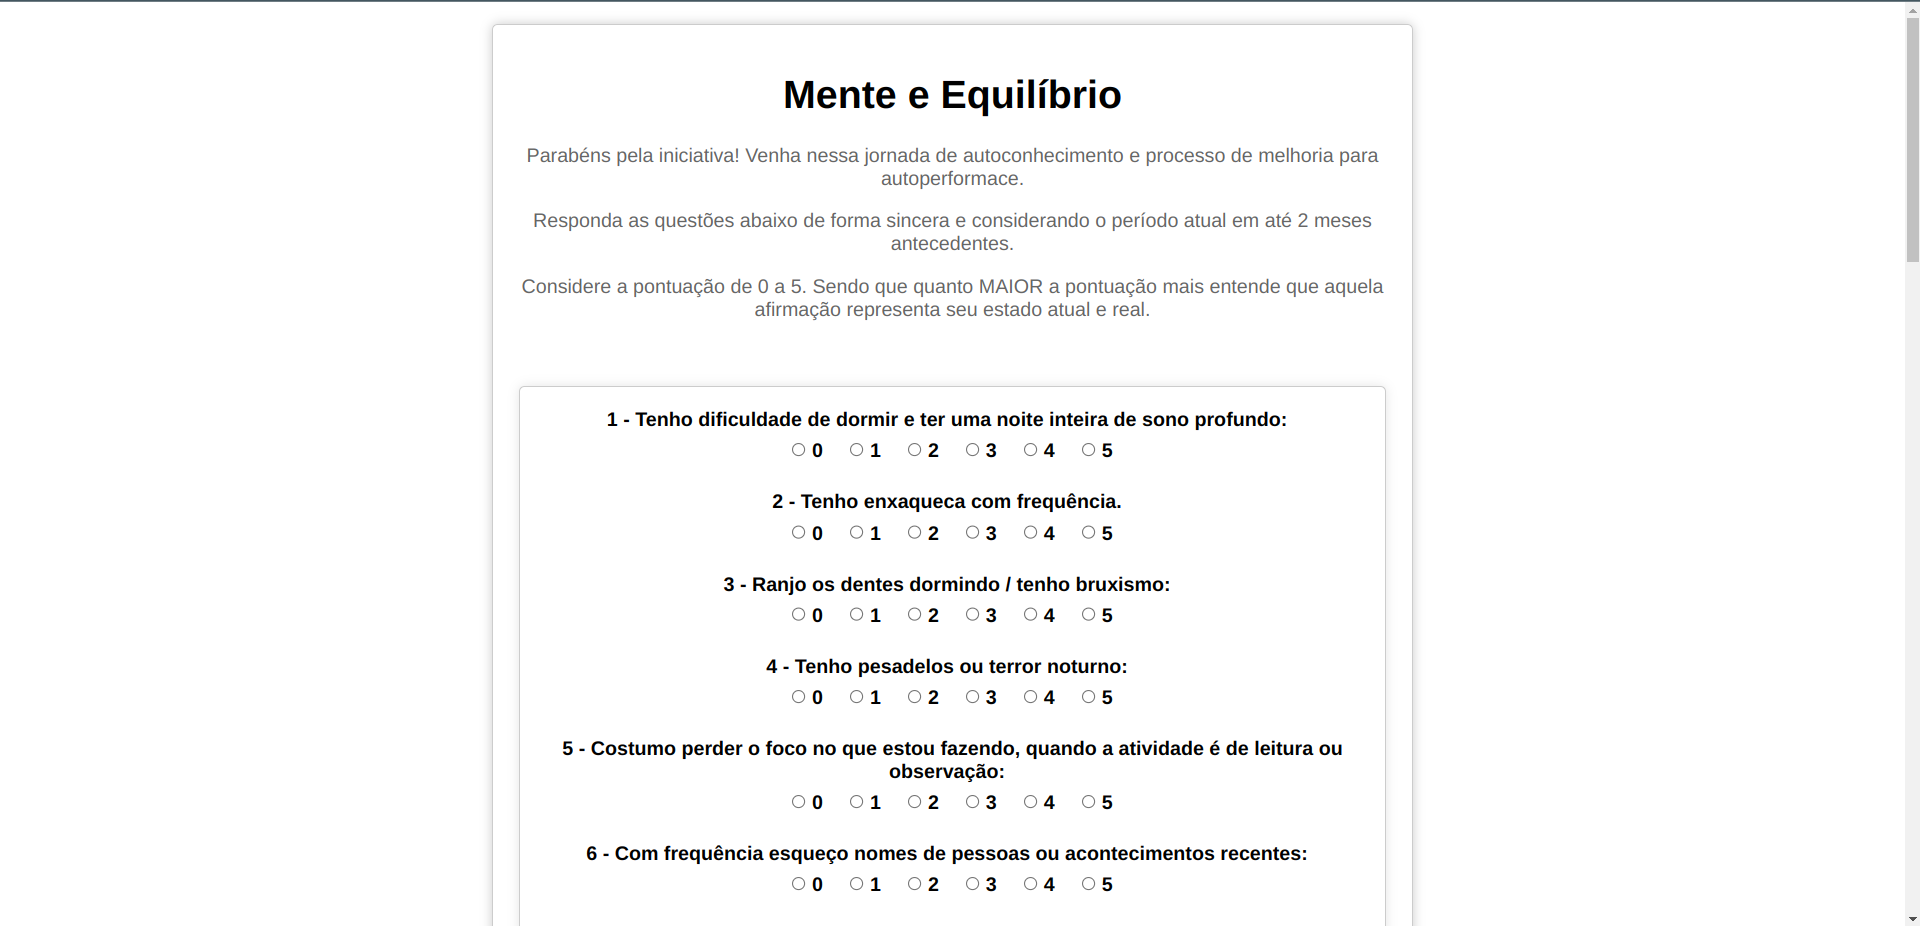 Mente e Equilíbrio
Parabéns pela iniciativa! Venha nessa jornada de autoconhecimento e processo de melhoria para
autoperformace.
Responda as questões abaixo de forma sincera e considerando o período atual em até 2 meses
antecedentes.
Considere a pontuação de 0 a 5. Sendo que quanto MAIOR a pontuação mais entende que aquela
afirmação representa seu estado atual e real.
1 - Tenho dificuldade de dormir e ter uma noite inteira de sono profundo:
0 1 2 3 4 5
2 - Tenho enxaqueca com frequência.
0 1 2 3 4 5
3 - Ranjo os dentes dormindo / tenho bruxismo:
0 1 2 3 4 5
4 - Tenho pesadelos ou terror noturno:
0 1 2 3 4 5
5 - Costumo perder o foco no que estou fazendo, quando a atividade é de leitura ou
observação:
0 1 2 3 4 5
6 - Com frequência esqueço nomes de pessoas ou acontecimentos recentes:
0 1 2 3 4 5